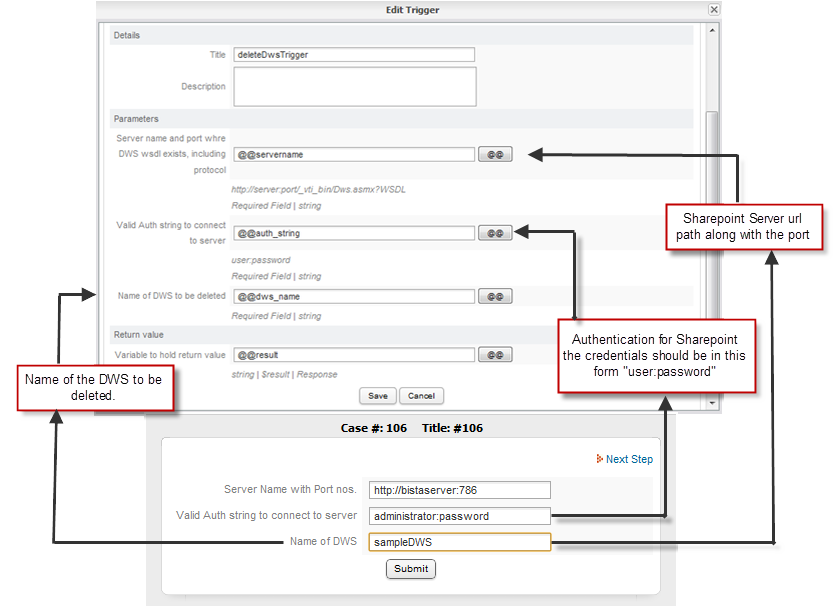 Edit Trigger
Details
Title deleteDwsTrigger
Description
Parameters
Server name and port whre
DWS wsdl exists, including
protocol
@@servername @@
http://server:port/_vti_bin/Dws.asmx?WSDL
Required Field | string
Valid Auth string to connect
to server
@@auth_string @@
user:password
Required Field | string
Name of DWS to be deleted @@dws_name @@
Required Field | string
Return value
Variable to hold return value @@result @@
string | $result | Response
Save Cancel
Sharepoint Server url
path along with the port
Authentication for Sharepoint
the credentials should be in this
form "user:password"
Name of the DWS to be
deleted.
Case #: 106 Title: #106
Next Step
Server Name with Port nos. http://bistaserver:786
Valid Auth string to connect to server administrator:password
Name of DWS sampleDWS
Submit